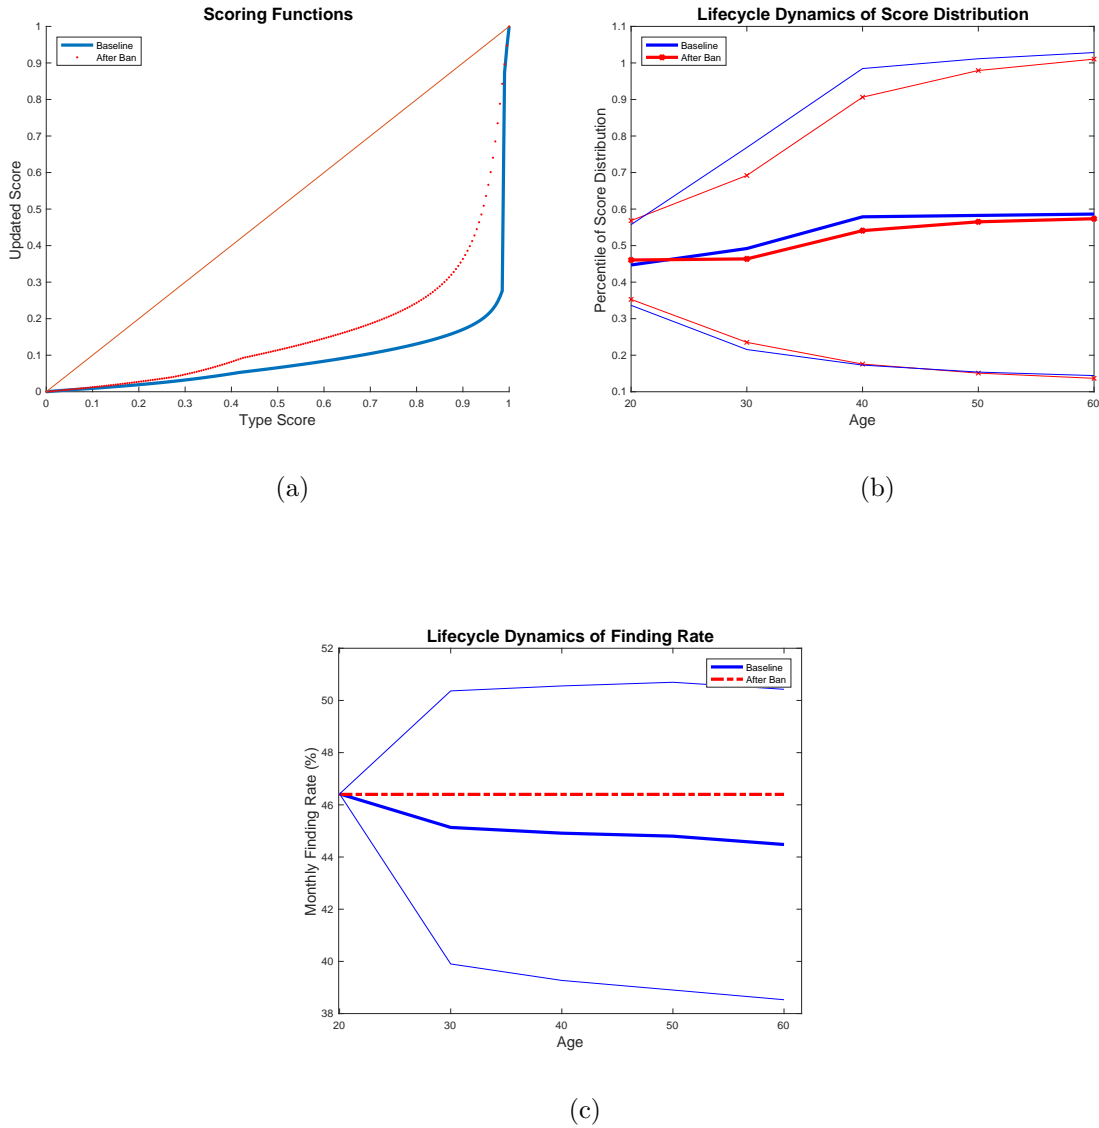 Scoring Functions
Baseline
After Ban
1
0.9
0.8
0.7
0.6
0.5
0.4
0.3
0.2
0.1
0
Updated Score
0 0.1 0.2 0.3 0.4 0.5 0.6 0.7 0.8 0.9 1
Type Score
(a)
Lifecycle Dynamics of Score Distribution
Baseline
After Ban
1.1
1
0.9
0.8
0.7
0.6
0.5
0.4
0.3
0.2
0.1
Percentile of Score Distribution
20 30 40 50 60
Age
(b)
Lifecycle Dynamics of Finding Rate
Baseline
After Ban
52
50
48
46
44
42
40
38
Monthly Finding Rate (%)
20 30 40 50 60
Age
(c)